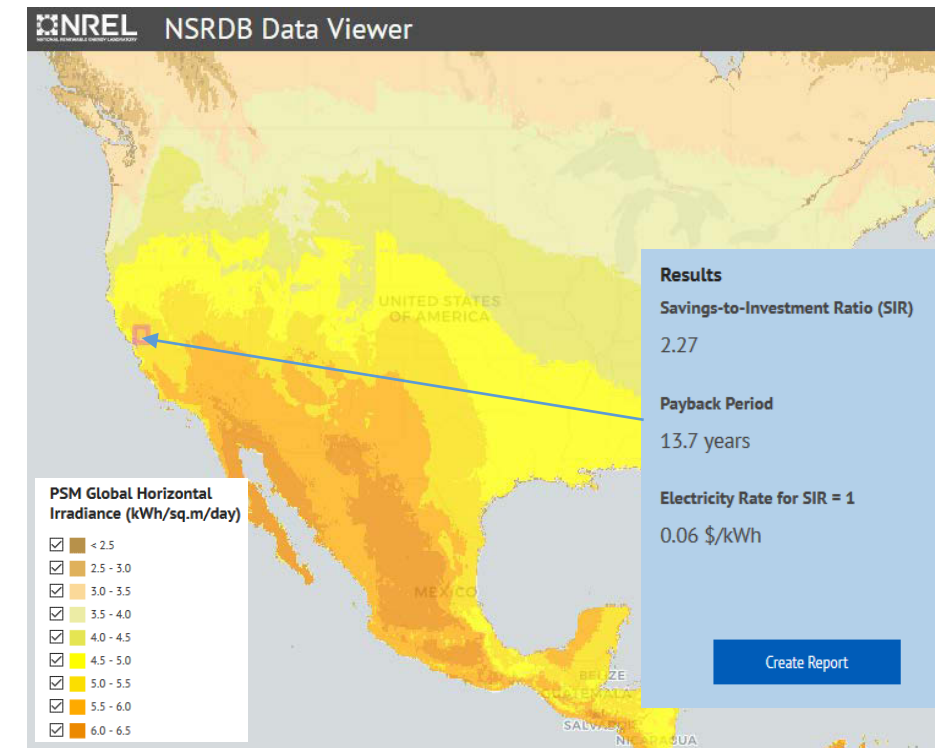 NREL NSRDB Data Viewer
NATIONAL RENEWABLE ENERGY LABORATORY
UNITED STATES
OF AMERICA
Results
Savings-to-Investment Ratio (SIR)
2.27
Payback Period
13.7 years
Electricity Rate for SIR = 1
0.06 $/kWh
Create Report
PSM Global Horizontal
Irradiance (kWh/sq.m/day)
< 2.5
2.5 - 3.0
3.0 - 3.5
3.5 - 4.0
4.0 - 4.5
4.5 - 5.0
5.0 - 5.5
5.5 - 6.0
6.0 - 6.5
MEXICO
BELIZE
GUATEMALA